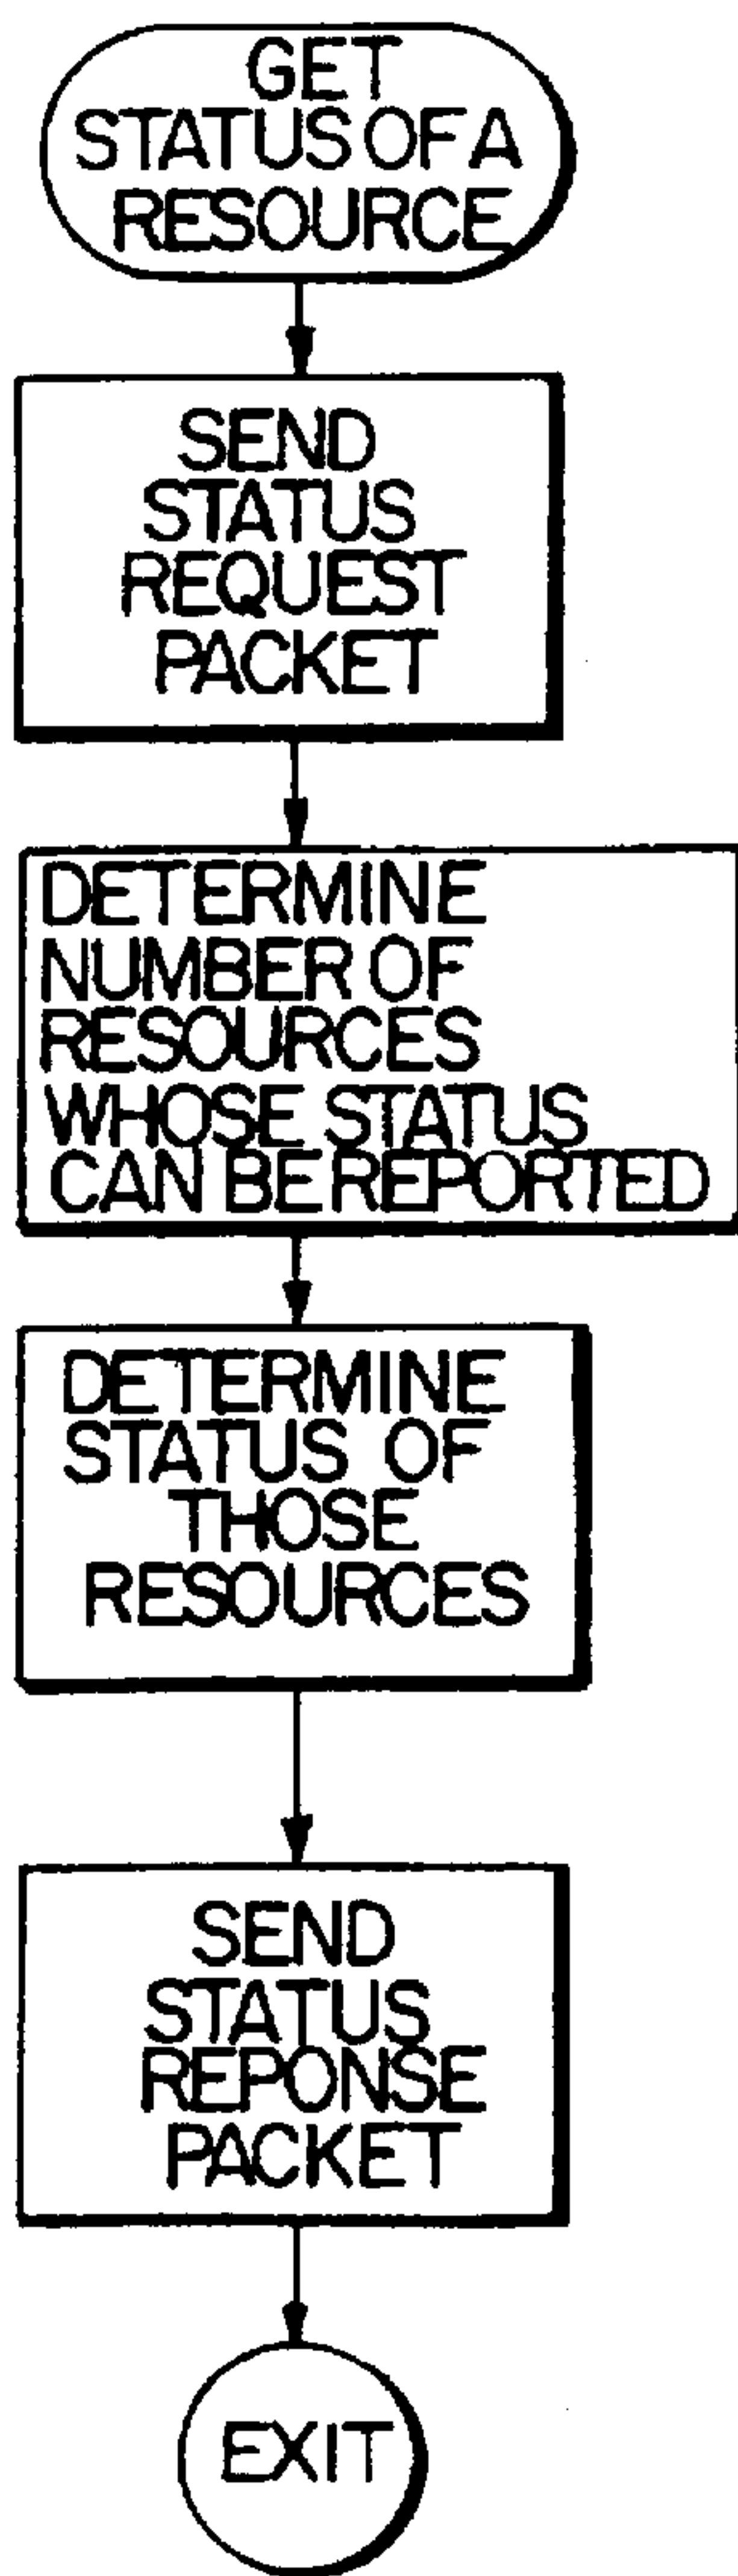 GET
STATUS OF A
RESOURCE
SEND
STATUS
REQUEST
PACKET
DETERMINE
NUMBER OF
RESOURCES
WHOSE STATUS
CAN BE REPORTED
DETERMINE
STATUS OF
THOSE
RESOURCES
SEND
STATUS
REPONSE
PACKET
EXIT